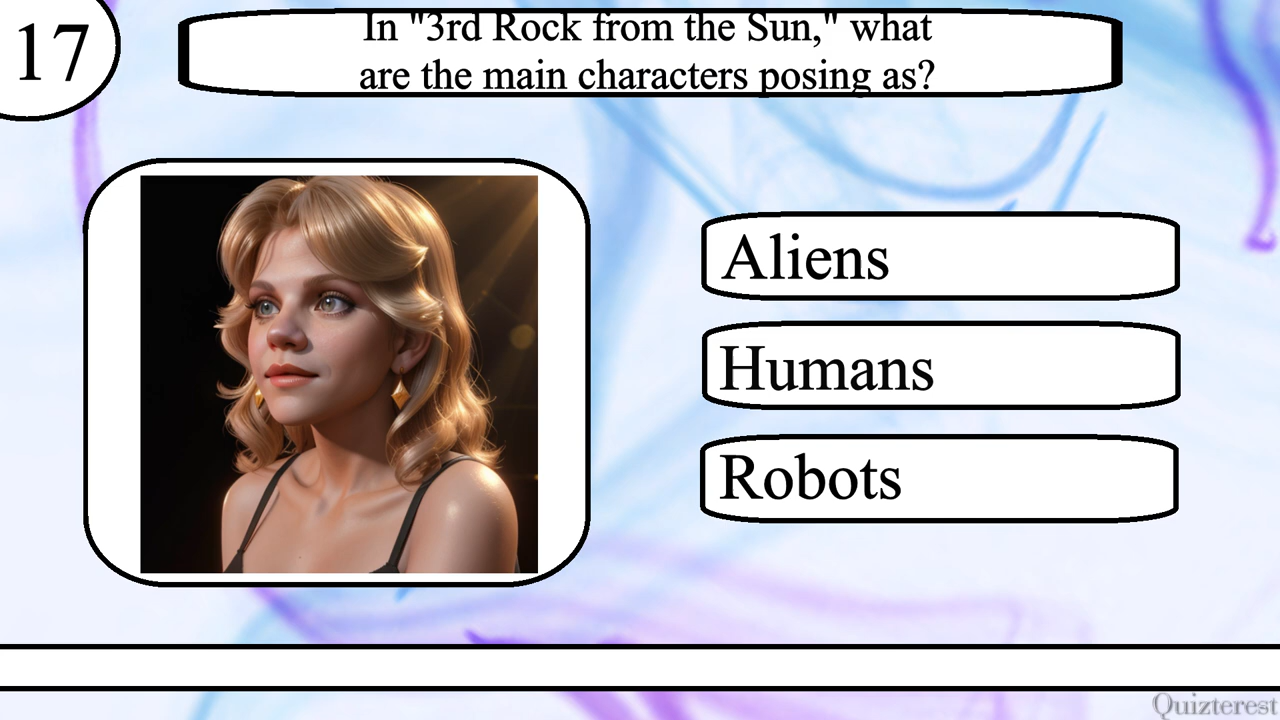 17
In "3rd Rock from the Sun," what
are the main characters posing as?
Aliens
Humans
Robots
Quizterest